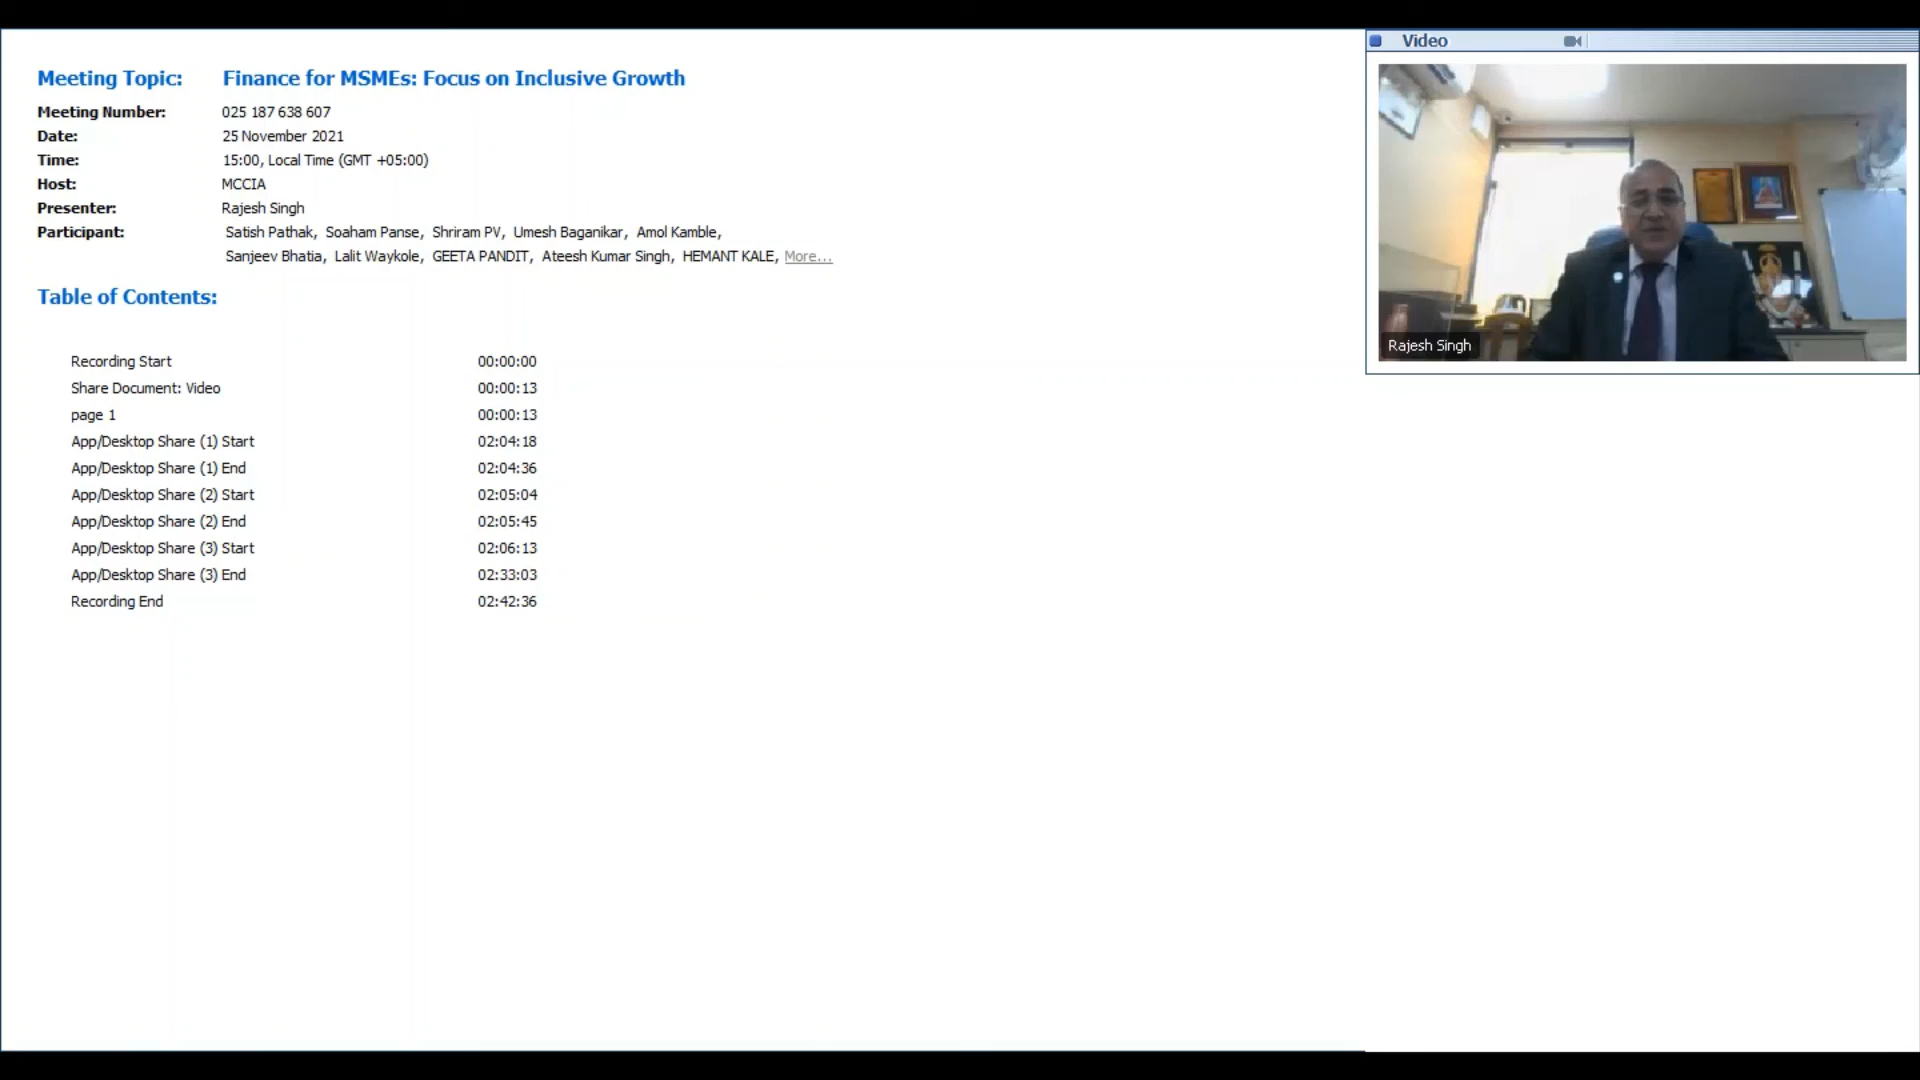 Meeting Topic: Finance for MSMEs: Focus on Inclusive Growth
Meeting Number: 025 187 638 607
Date: 25 November 2021
Time: 15:00, Local Time (GMT +05:00)
Host: MCCIA
Presenter: Rajesh Singh
Participant: Satish Pathak, Soaham Panse, Shriram PV, Umesh Baganikar, Amol Kamble,
Sanjeev Bhatia, Lalit Waykole, GEETA PANDIT, Ateesh Kumar Singh, HEMANT KALE, More...
Table of Contents:
Recording Start 00:00:00
Share Document: Video 00:00:13
page 1 00:00:13
App/Desktop Share (1) Start 02:04:18
App/Desktop Share (1) End 02:04:36
App/Desktop Share (2) Start 02:05:04
App/Desktop Share (2) End 02:05:45
App/Desktop Share (3) Start 02:06:13
App/Desktop Share (3) End 02:33:03
Recording End 02:42:36
Video
Rajesh Singh